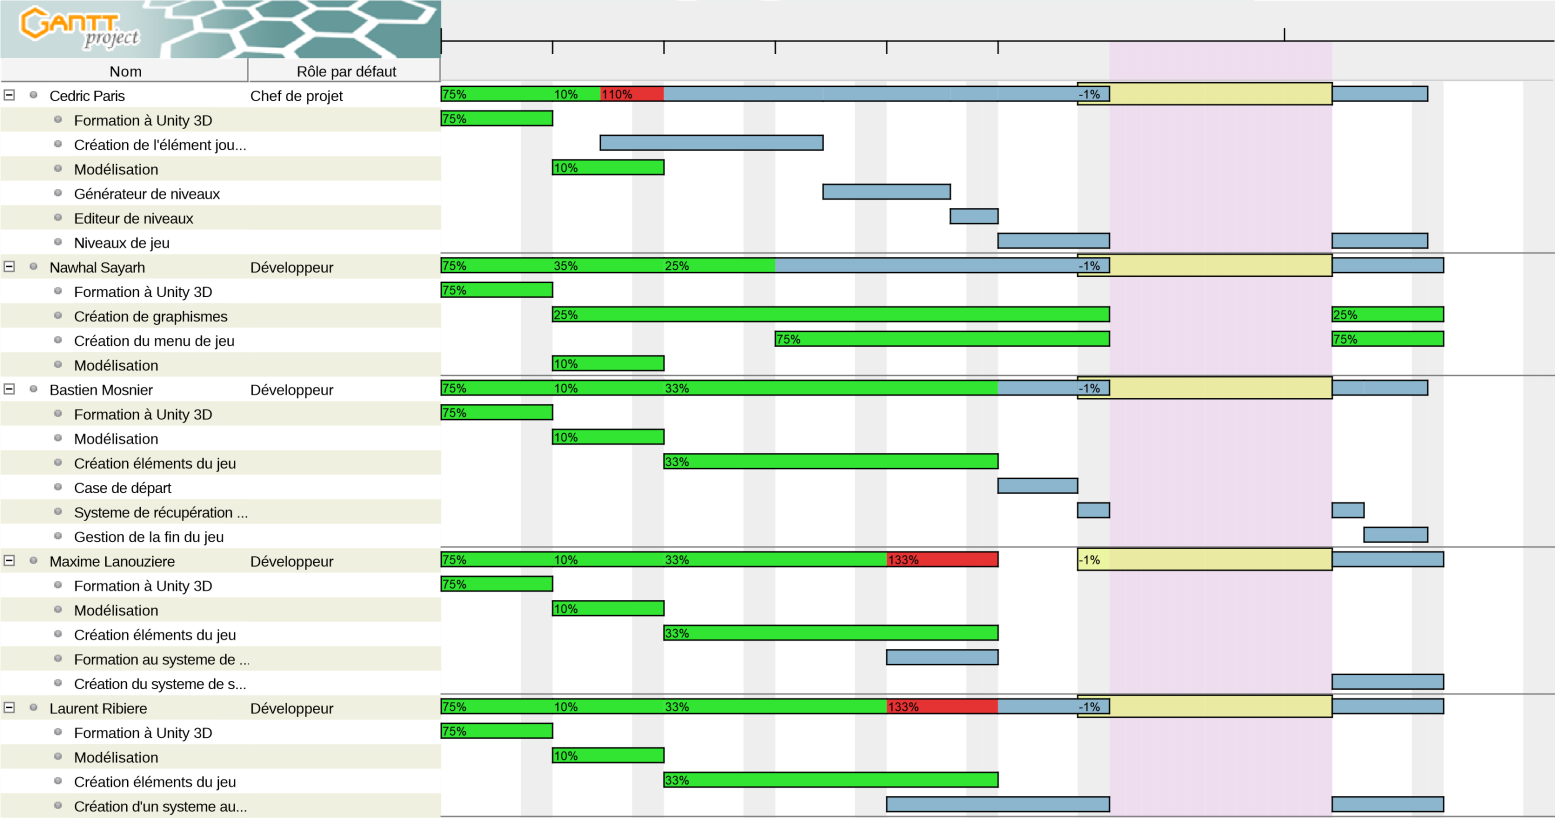 GANTT
project
Nom Rôle par défaut
Cedric Paris Chef de projet 75% 10% 110% -1%
Formation à Unity 3D 75%
Création de l'élément jou...
Modélisation 10%
Générateur de niveaux
Editeur de niveaux
Niveaux de jeu
Nawhal Sayarh Développeur 75% 35% 25% -1%
Formation à Unity 3D 75%
Création de graphismes 25% 25%
Création du menu de jeu 75% 75%
Modélisation 10%
Bastien Mosnier Développeur 75% 10% 33% -1%
Formation à Unity 3D 75%
Modélisation 10%
Création éléments du jeu 33%
Case de départ
Systeme de récupération ...
Gestion de la fin du jeu
Maxime Lanouziere Développeur 75% 10% 33% 133% -1%
Formation à Unity 3D 75%
Modélisation 10%
Création éléments du jeu 33%
Formation au systeme de ...
Création du systeme de s...
Laurent Ribiere Développeur 75% 10% 33% 133% -1%
Formation à Unity 3D 75%
Modélisation 10%
Création éléments du jeu 33%
Création d'un systeme au...